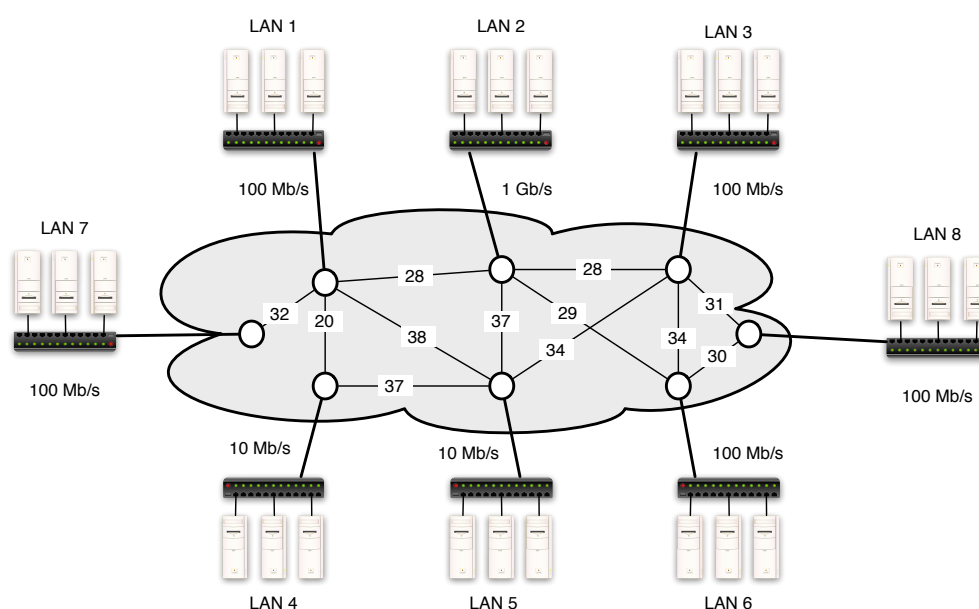 LAN 1
LAN 2
LAN 3
100 Mb/s
1 Gb/s
100 Mb/s
LAN 7
LAN 8
28
28
32
20
38
37
29
34
34
31
30
37
100 Mb/s
100 Mb/s
10 Mb/s
10 Mb/s
100 Mb/s
LAN 4
LAN 5
LAN 6